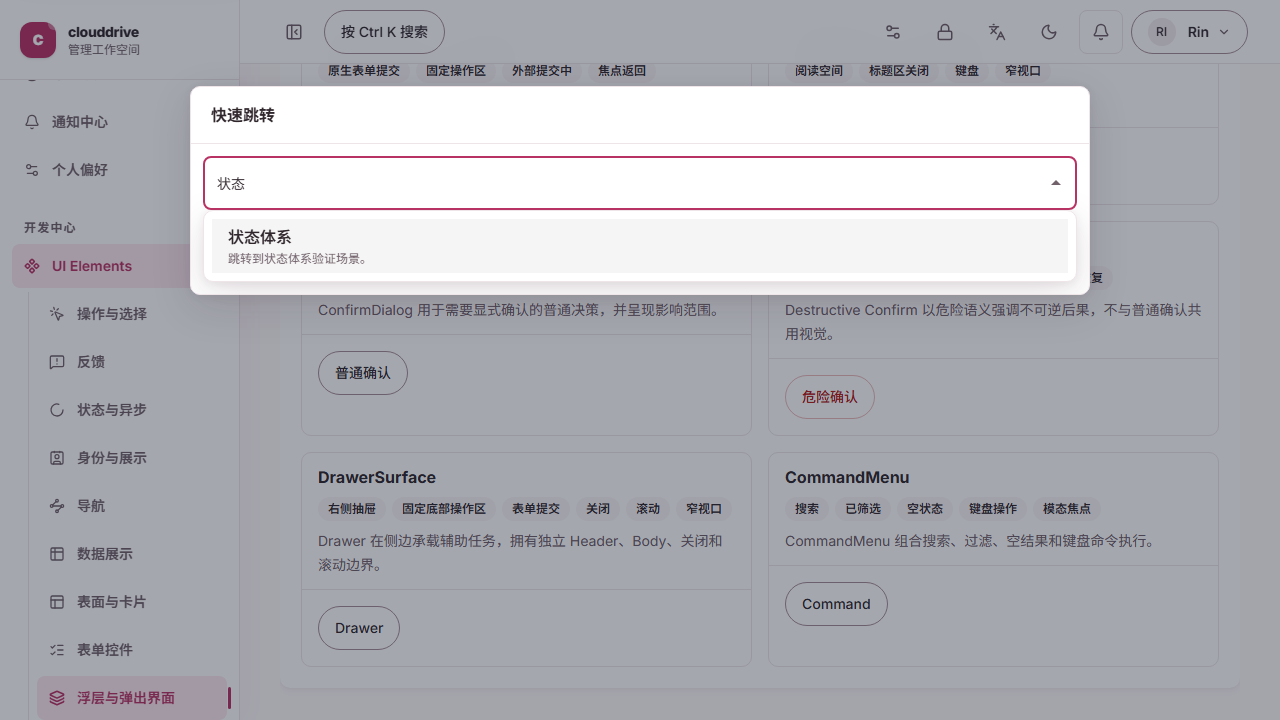 C
clouddrive
管理工作空间
按 Ctrl K 搜索
RI
Rin
通知中心
个人偏好
开发中心
UI Elements
操作与选择
反馈
状态与异步
身份与展示
导航
数据展示
表面与卡片
表单控件
浮层与弹出界面
原生表单提交 固定操作区 外部提交中 焦点返回
阅读空间 标题区关闭 键盘 窄视口
快速跳转
状态
状态体系
跳转到状态体系验证场景。
ConfirmDialog 用于需要显式确认的普通决策，并呈现影响范围。
普通确认
复
Destructive Confirm 以危险语义强调不可逆后果，不与普通确认共
用视觉。
危险确认
DrawerSurface
右侧抽屉 固定底部操作区 表单提交 关闭 滚动 窄视口
Drawer 在侧边承载辅助任务，拥有独立 Header、Body、关闭和
滚动边界。
Drawer
CommandMenu
搜索 已筛选 空状态 键盘操作 模态焦点
CommandMenu 组合搜索、过滤、空结果和键盘命令执行。
Command